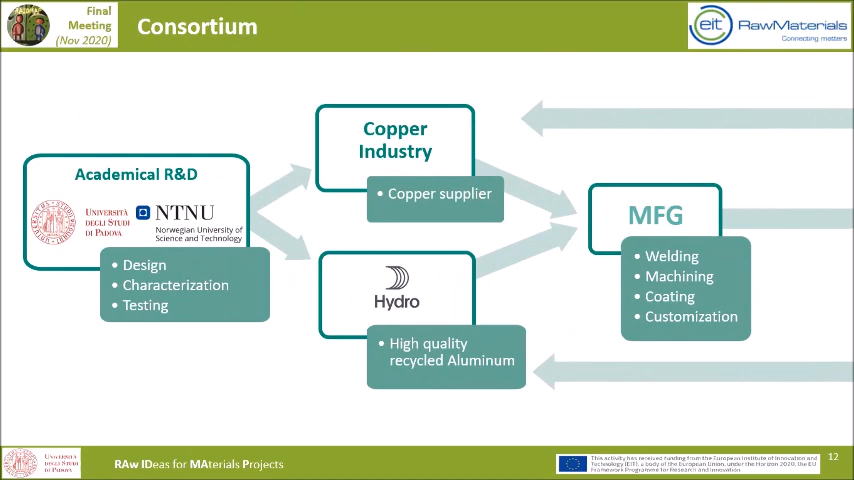 Final
Meeting
(Nov 2020)
Consortium
eit RawMaterials
Connecting matters
Academical R&D
UNIVERSITÀ
DEGLI STUDI
DI PADOVA
NTNU
Norwegian University of
Science and Technology
• Design
• Characterization
• Testing
Copper
Industry
• Copper supplier
Hydro
• High quality
recycled Aluminum
MFG
• Welding
• Machining
• Coating
• Customization
UNIVERSITÀ
DEGLI STUDI
DI PADOVA
RAw IDeas for MAterials Projects
This activity has received funding from the European Institute of Innovation and
Technology (EIT), a body of the European Union, under the Horizon 2020, the EU
Framework Programme for Research and Innovation
12